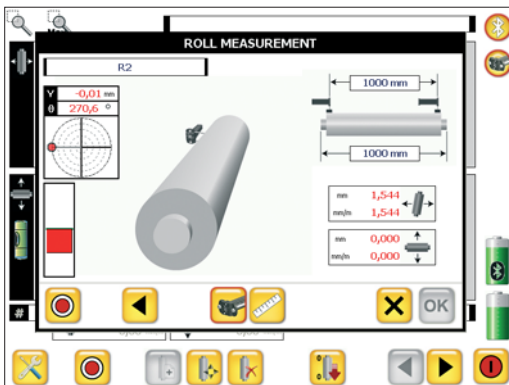 ROLL MEASUREMENT
R2
Y -0,01 mm
θ 270,6 °
1000 mm
1000 mm
mm 1,544
mm/m 1,544
mm 0,000
mm/m 0,000
OK
#